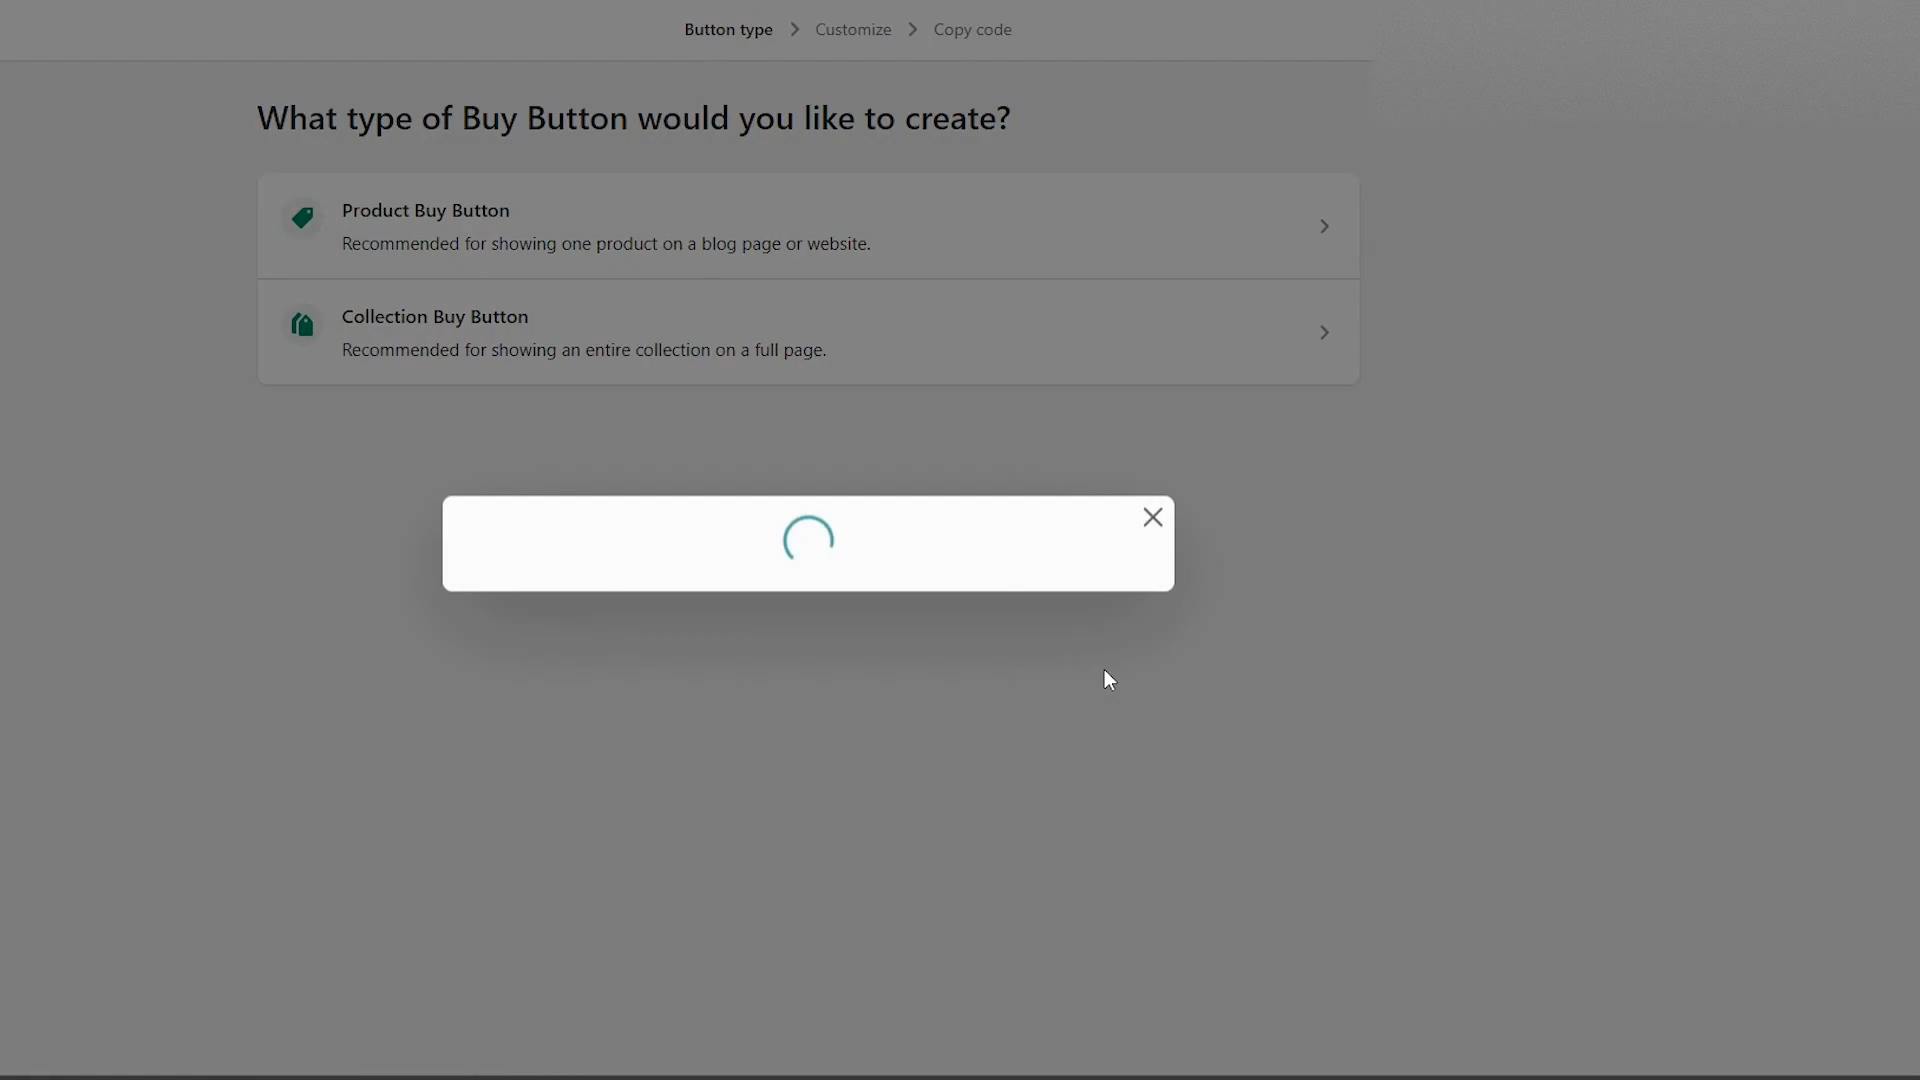 Button type
Customize
Copy code
What type of Buy Button would you like to create?
Product Buy Button
Recommended for showing one product on a blog page or website.
Collection Buy Button
Recommended for showing an entire collection on a full page.